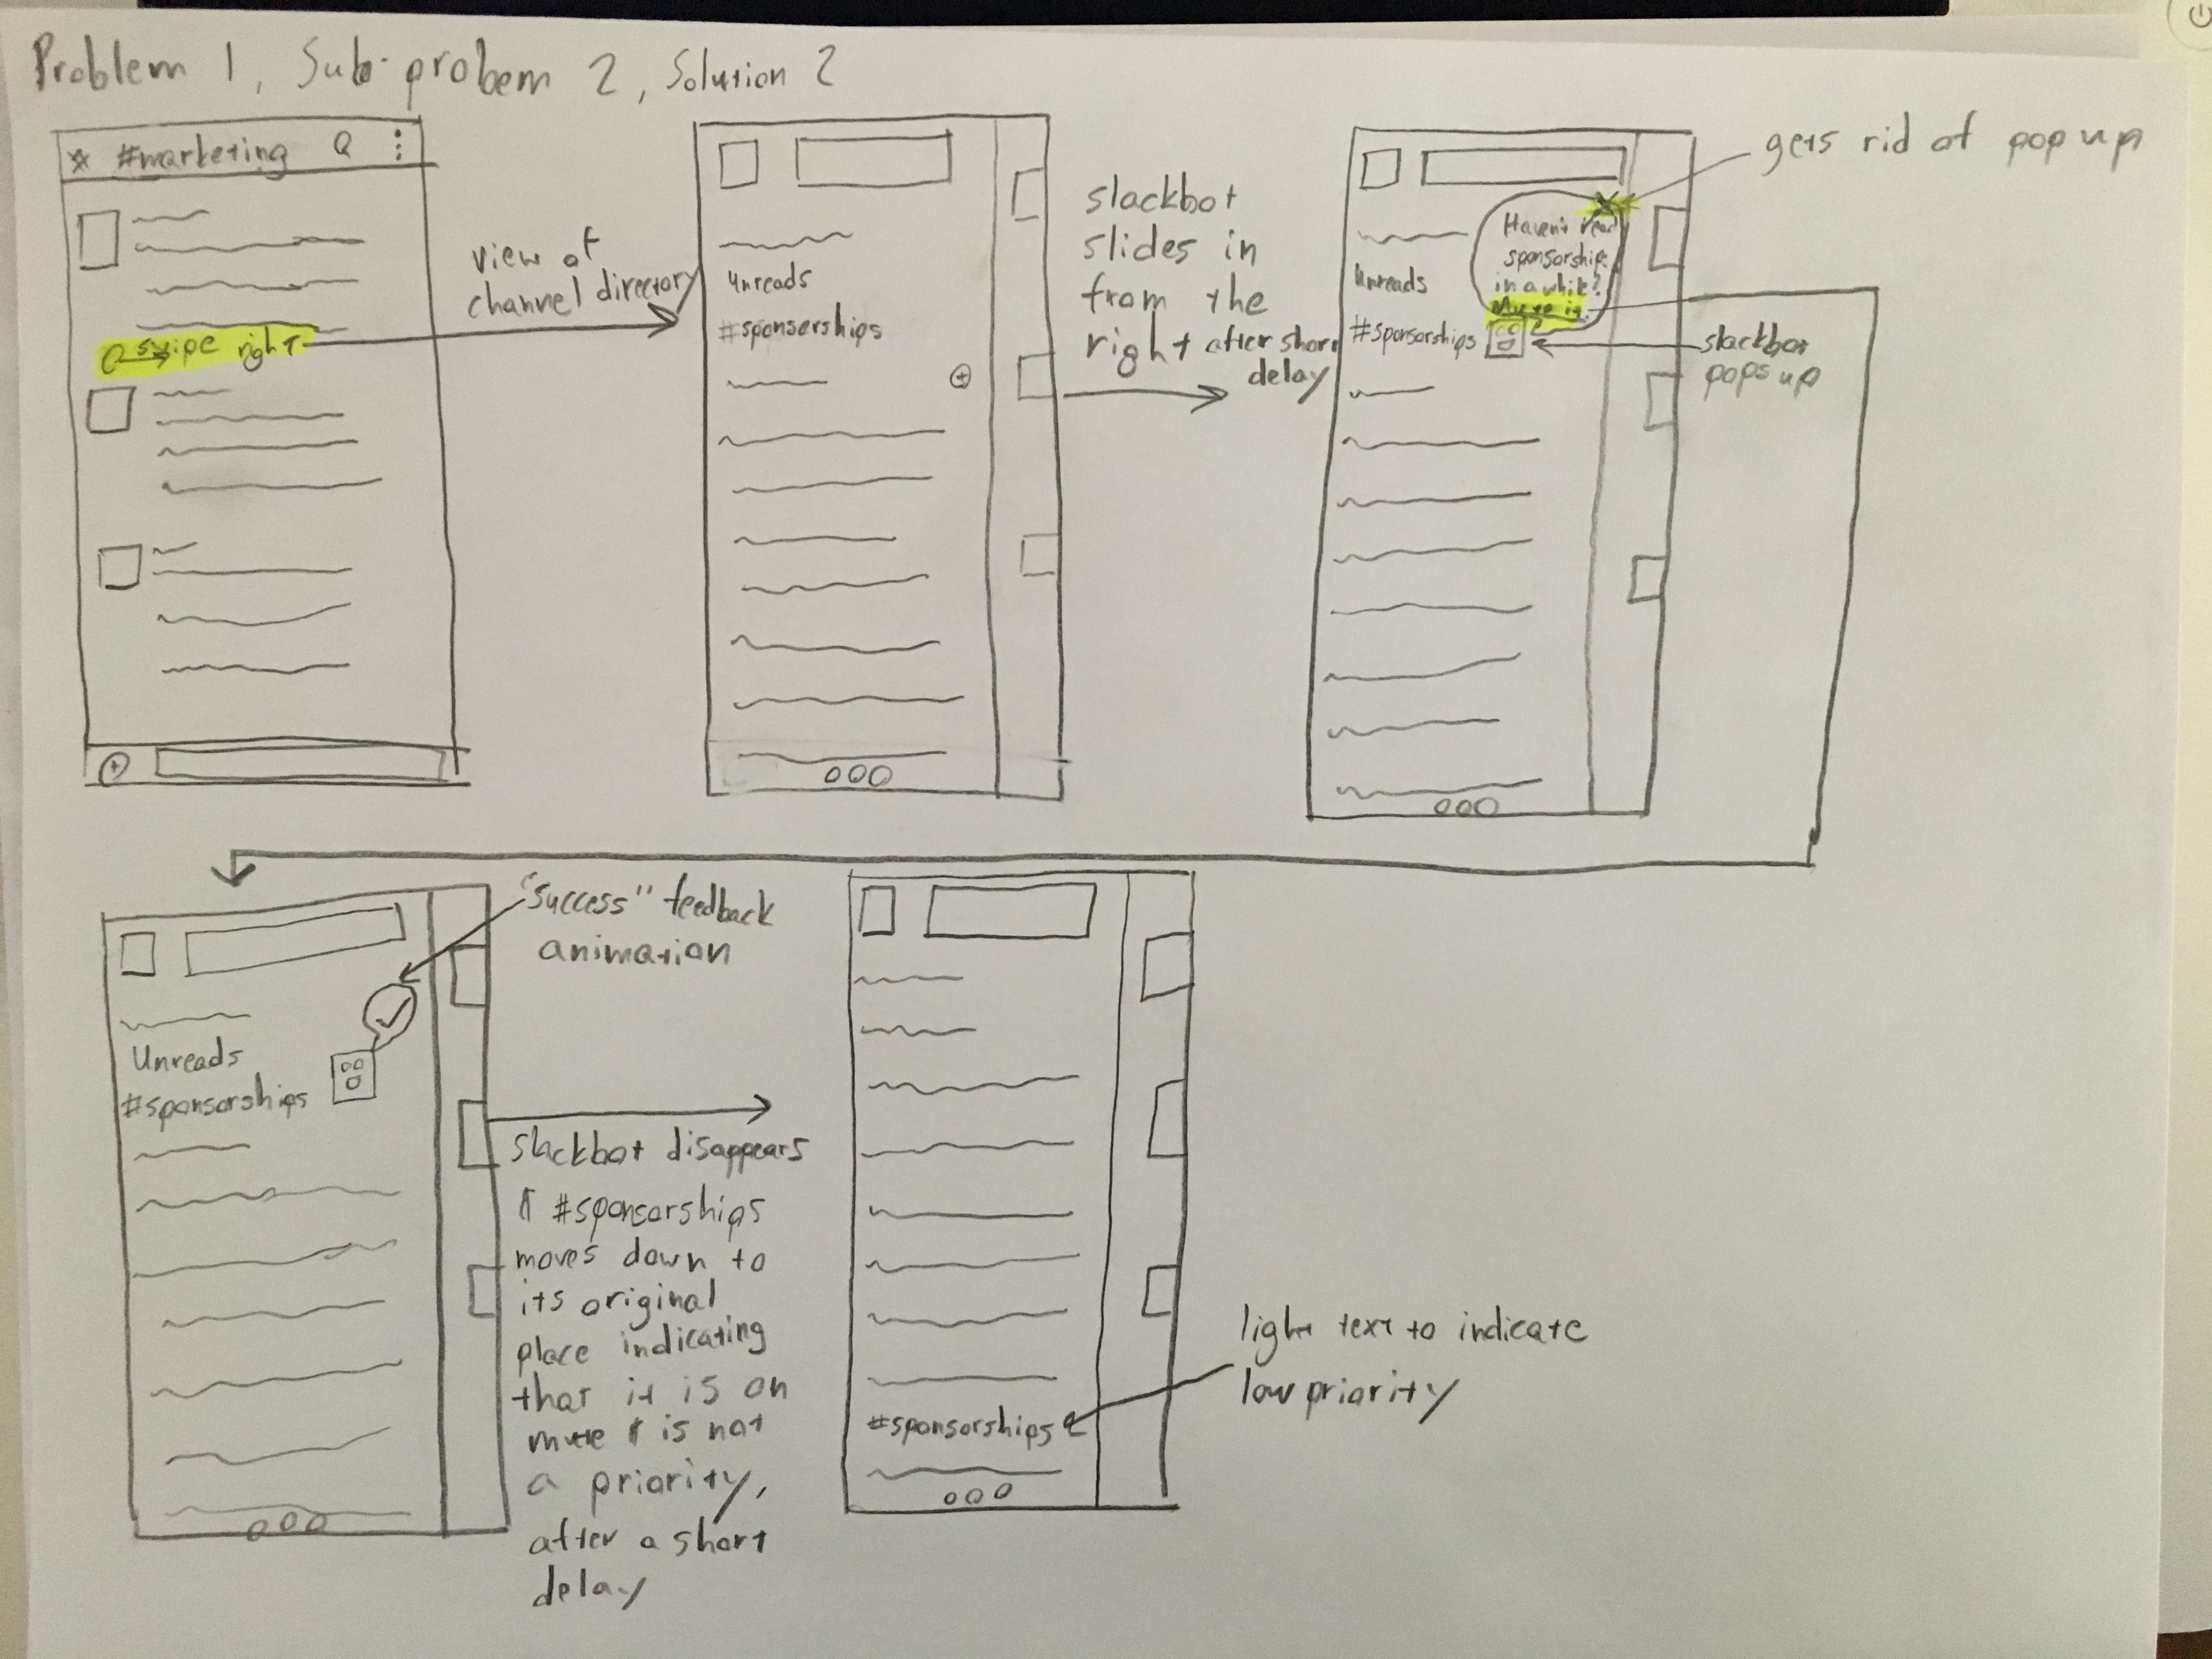 Problem 1, Sub-probem 2, Solution 2
#marketing
swipe right
view of
channel directory
Unreads
#sponserships
slackbot
slides in
from the
right after short
delay
gets rid of pop up
Haven't read
sponsorships
in a while?
Mute it.
Unreads
#sponsorships
slackbot
pops up
"success" feedback
animation
Unreads
#sponsorships
slackbot disappears
& #sponsorships
moves down to
its original
place indicating
that it is on
mute & is not
a priority,
after a short
delay
#sponsorships
light text to indicate
low priority